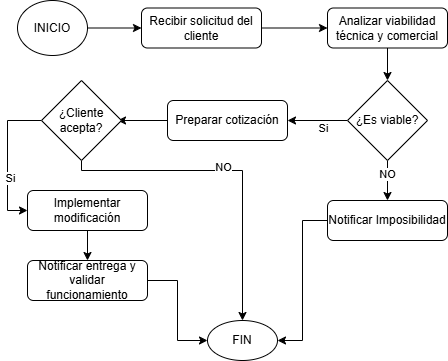 INICIO
Recibir solicitud del
cliente
Analizar viabilidad
técnica y comercial
¿Cliente
acepta?
Preparar cotización
¿Es viable?
Si
NO
NO
Si
Implementar
modificación
Notificar Imposibilidad
Notificar entrega y
validar
funcionamiento
FIN